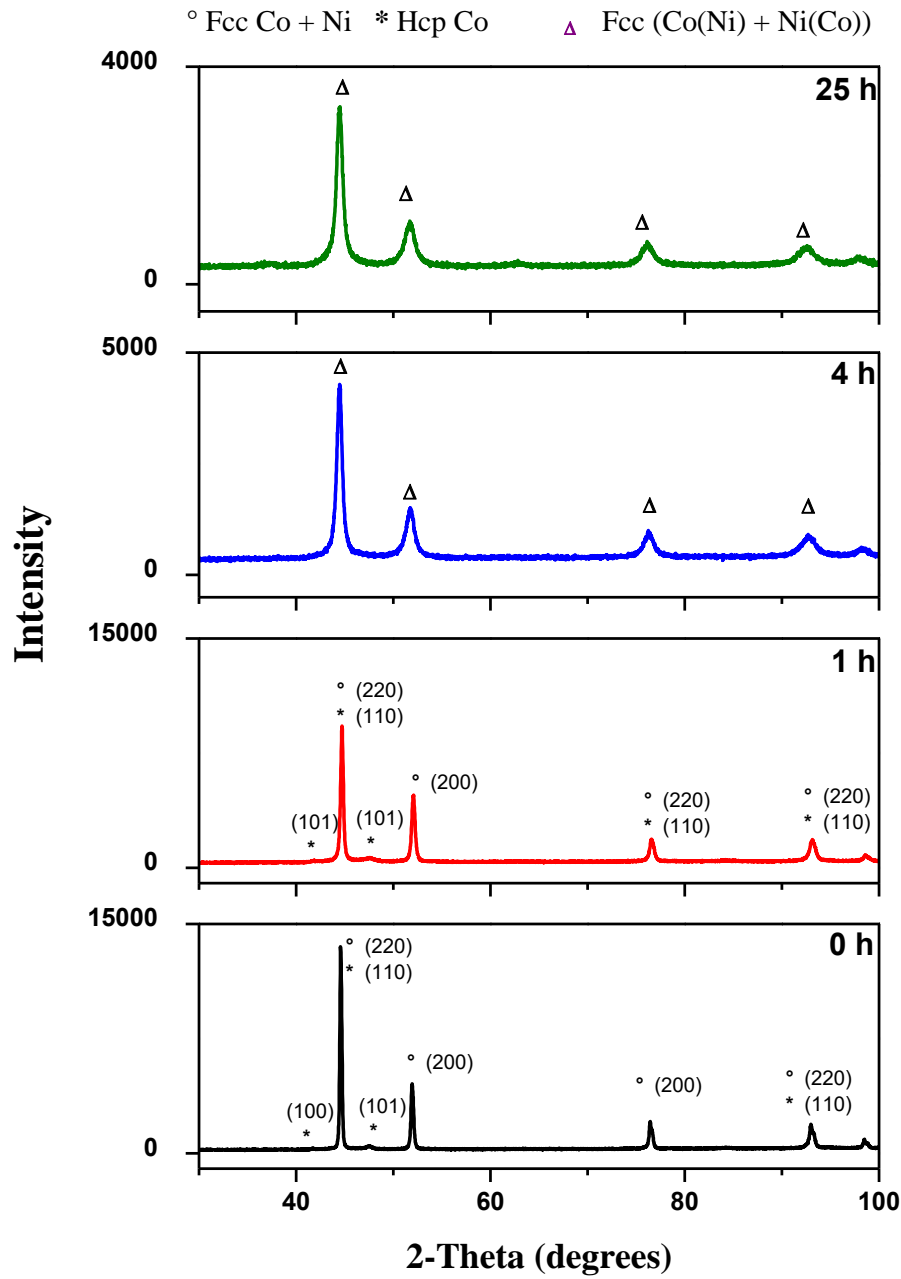 ° Fcc Co + Ni * Hcp Co Δ Fcc (Co(Ni) + Ni(Co))
4000
25 h
Δ
Δ
Δ
Δ
0
5000
4 h
Δ
Δ
Δ
Δ
0
Intensity
15000
1 h
° (220)
* (110)
° (200)
(101)
*
(101)
*
° (220)
* (110)
° (220)
* (110)
0
15000
0 h
° (220)
* (110)
° (200)
(100)
*
(101)
*
° (200)
° (220)
* (110)
0
40 60 80 100
2-Theta (degrees)